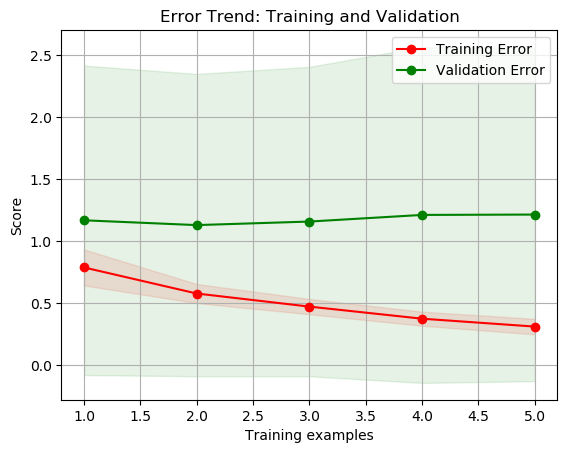 Error Trend: Training and Validation
Training Error
Validation Error
2.5
2.0
1.5
1.0
0.5
0.0
Score
1.0 1.5 2.0 2.5 3.0 3.5 4.0 4.5 5.0
Training examples